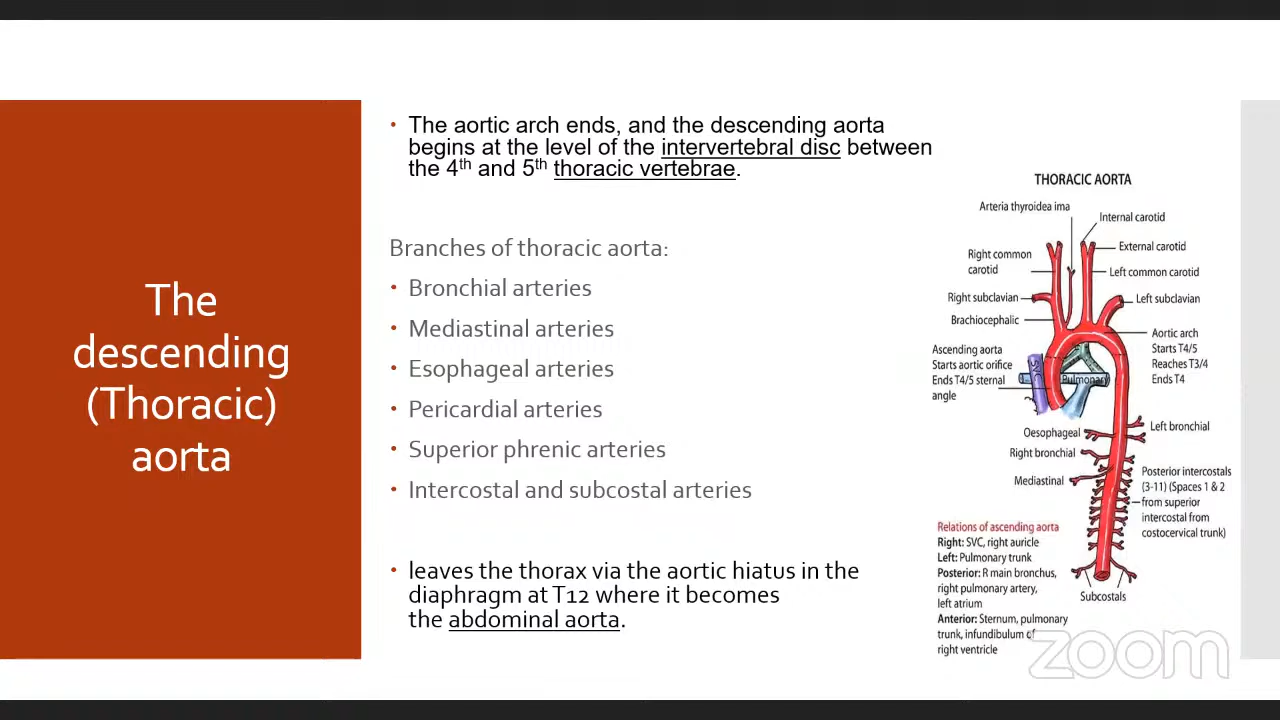 The
descending
(Thoracic)
aorta
• The aortic arch ends, and the descending aorta
begins at the level of the intervertebral disc between
the 4th and 5th thoracic vertebrae.
Branches of thoracic aorta:
• Bronchial arteries
• Mediastinal arteries
• Esophageal arteries
• Pericardial arteries
• Superior phrenic arteries
• Intercostal and subcostal arteries
• leaves the thorax via the aortic hiatus in the
diaphragm at T12 where it becomes
the abdominal aorta.
THORACIC AORTA
Arteria thyroidea ima
Internal carotid
External carotid
Right common
carotid
Left common carotid
Right subclavian
Left subclavian
Brachiocephalic
Aortic arch
Starts T4/5
Reaches T3/4
Ends T4
Ascending aorta
Starts aortic orifice
Ends T4/5 sternal
angle
SVC
Pulmonary
Oesophageal
Left bronchial
Right bronchial
Mediastinal
Posterior intercostals
(3-11) (Spaces 1 & 2
from superior
intercostal from
costocervical trunk)
Subcostals
Relations of ascending aorta
Right: SVC, right auricle
Left: Pulmonary trunk
Posterior: R main bronchus,
right pulmonary artery,
left atrium
Anterior: Sternum, pulmonary
trunk, infundibulum of
right ventricle
zoom